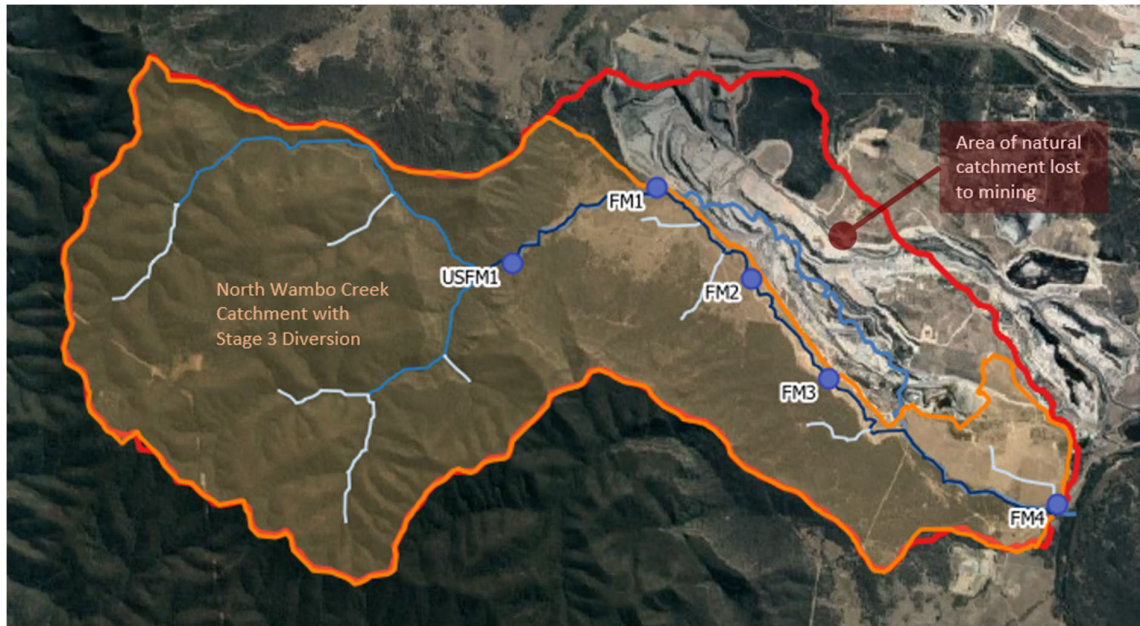 Area of natural
catchment lost
to mining
FM1
USFM1
FM2
North Wambo Creek
Catchment with
Stage 3 Diversion
FM3
FM4